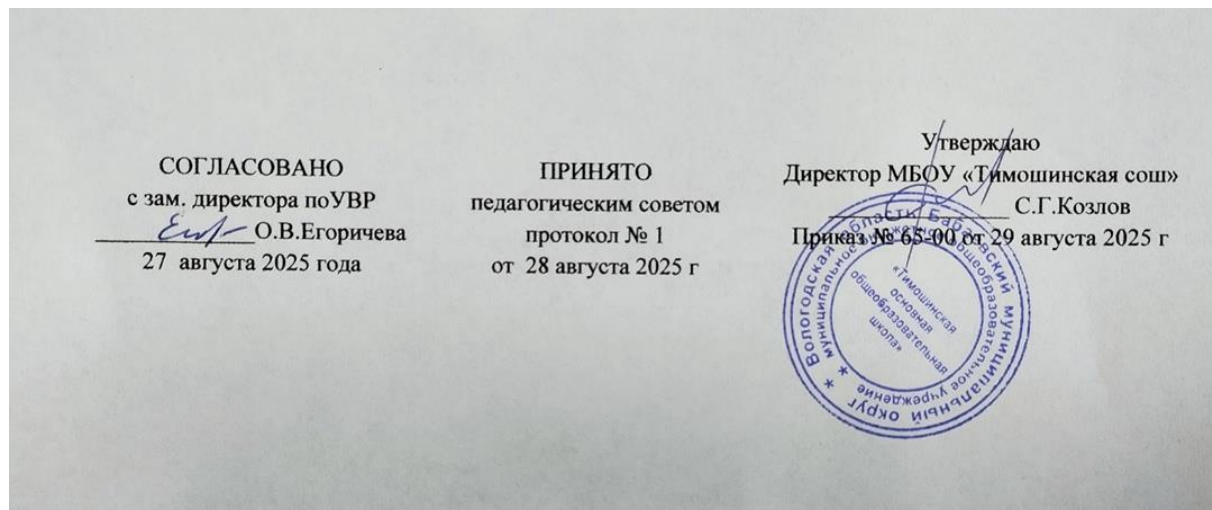 СОГЛАСОВАНО
с зам. директора поУВР
О.В.Егоричева
27 августа 2025 года
ПРИНЯТО
педагогическим советом
протокол № 1
от 28 августа 2025 г
Утверждаю
Директор МБОУ «Тимошинская сош»
С.Г.Козлов
Приказ № 65-00 от 29 августа 2025 г
Вологодская область Бабаевский муниципальный округ
муниципальное общеобразовательное учреждение
«Тимошинская
основная
общеобразовательная
школа»